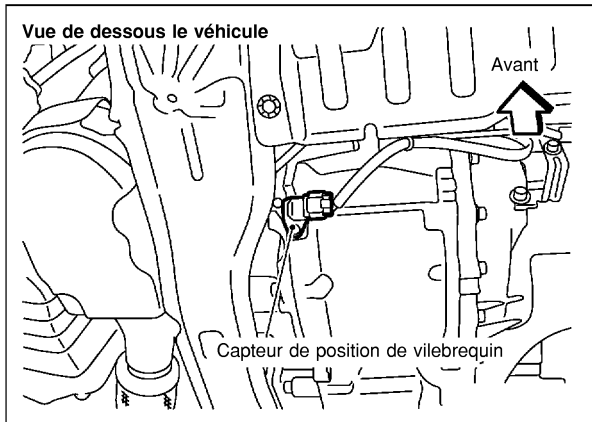 Vue de dessous le véhicule
Avant
Capteur de position de vilebrequin